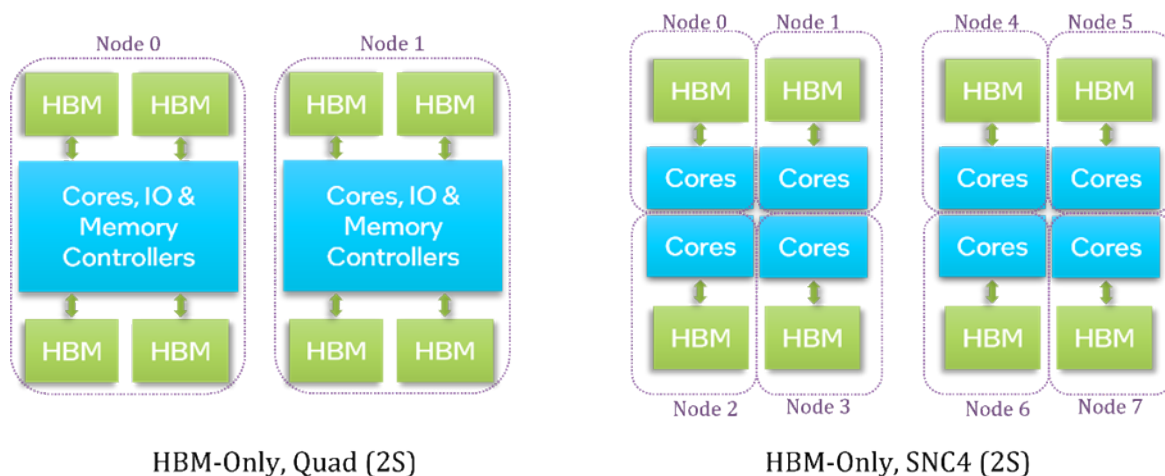 Node 0
Node 1
HBM
HBM
HBM
HBM
Cores, IO &
Memory
Controllers
Cores, IO &
Memory
Controllers
HBM
HBM
HBM
HBM
HBM-Only, Quad (2S)
Node 0
Node 1
Node 4
Node 5
HBM
HBM
HBM
HBM
Cores
Cores
Cores
Cores
Cores
Cores
Cores
Cores
HBM
HBM
HBM
HBM
Node 2
Node 3
Node 6
Node 7
HBM-Only, SNC4 (2S)